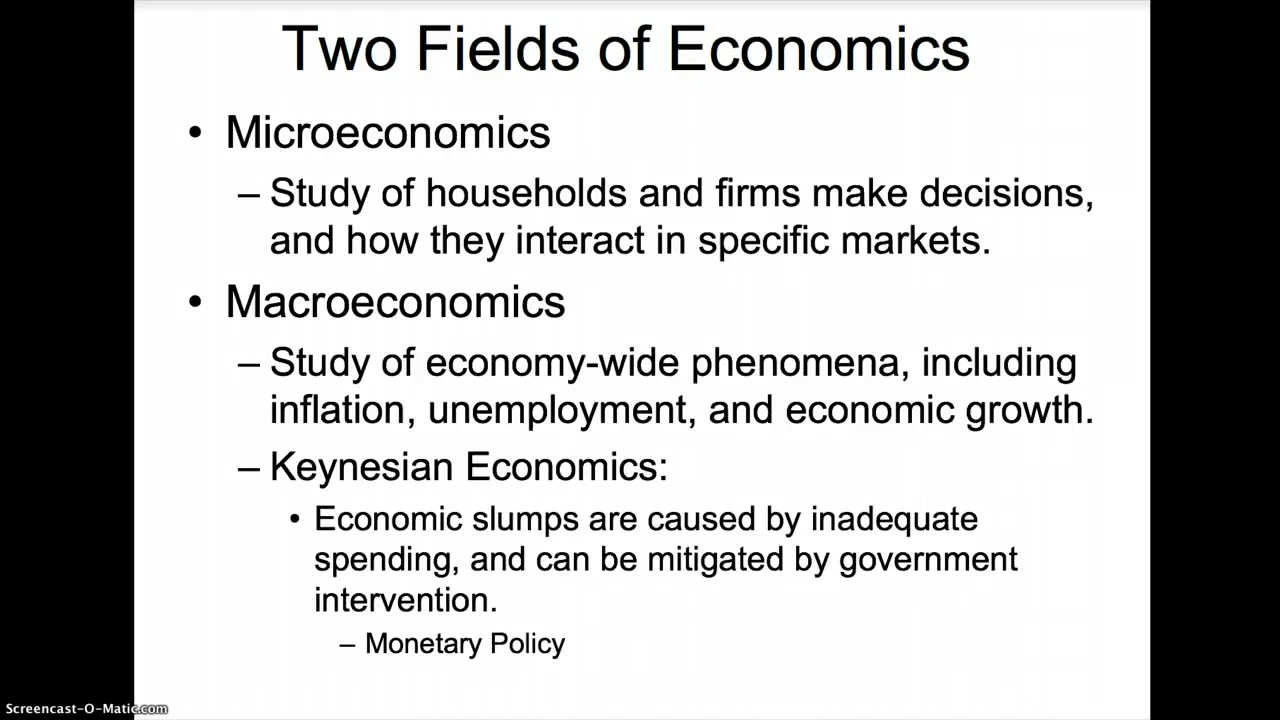 Two Fields of Economics
• Microeconomics
– Study of households and firms make decisions,
and how they interact in specific markets.
• Macroeconomics
– Study of economy-wide phenomena, including
inflation, unemployment, and economic growth.
– Keynesian Economics:
• Economic slumps are caused by inadequate
spending, and can be mitigated by government
intervention.
– Monetary Policy
Screencast-O-Matic.com